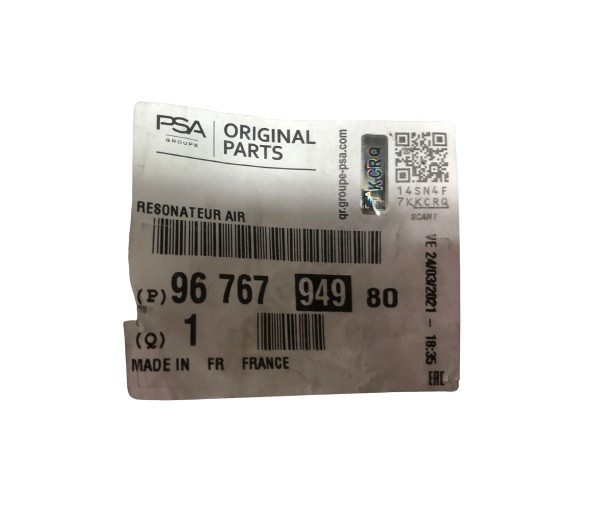 PSA
GROUPE
ORIGINAL
PARTS
qr.groupe-psa.com
KCRQ
14SN4F
7KKCRQ
SCAN!
RESONATEUR AIR
(P) 96 767 949 80
(Q) 1
MADE IN FR FRANCE
VE 24/03/2021 - 18:35
EAC